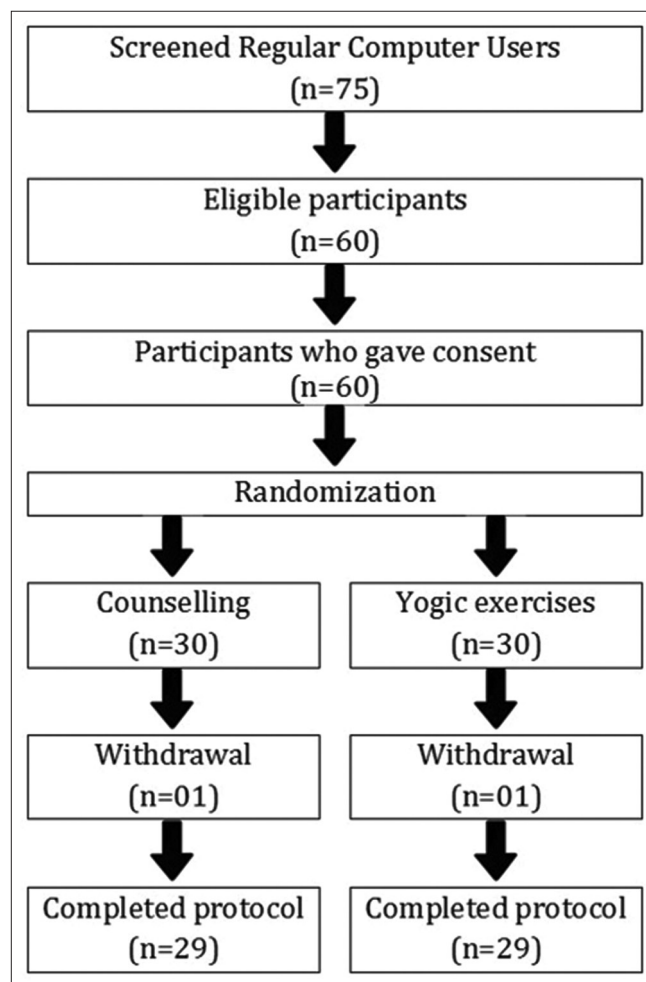 Screened Regular Computer Users
(n=75)
Eligible participants
(n=60)
Participants who gave consent
(n=60)
Randomization
Counselling
(n=30)
Yogic exercises
(n=30)
Withdrawal
(n=01)
Withdrawal
(n=01)
Completed protocol
(n=29)
Completed protocol
(n=29)